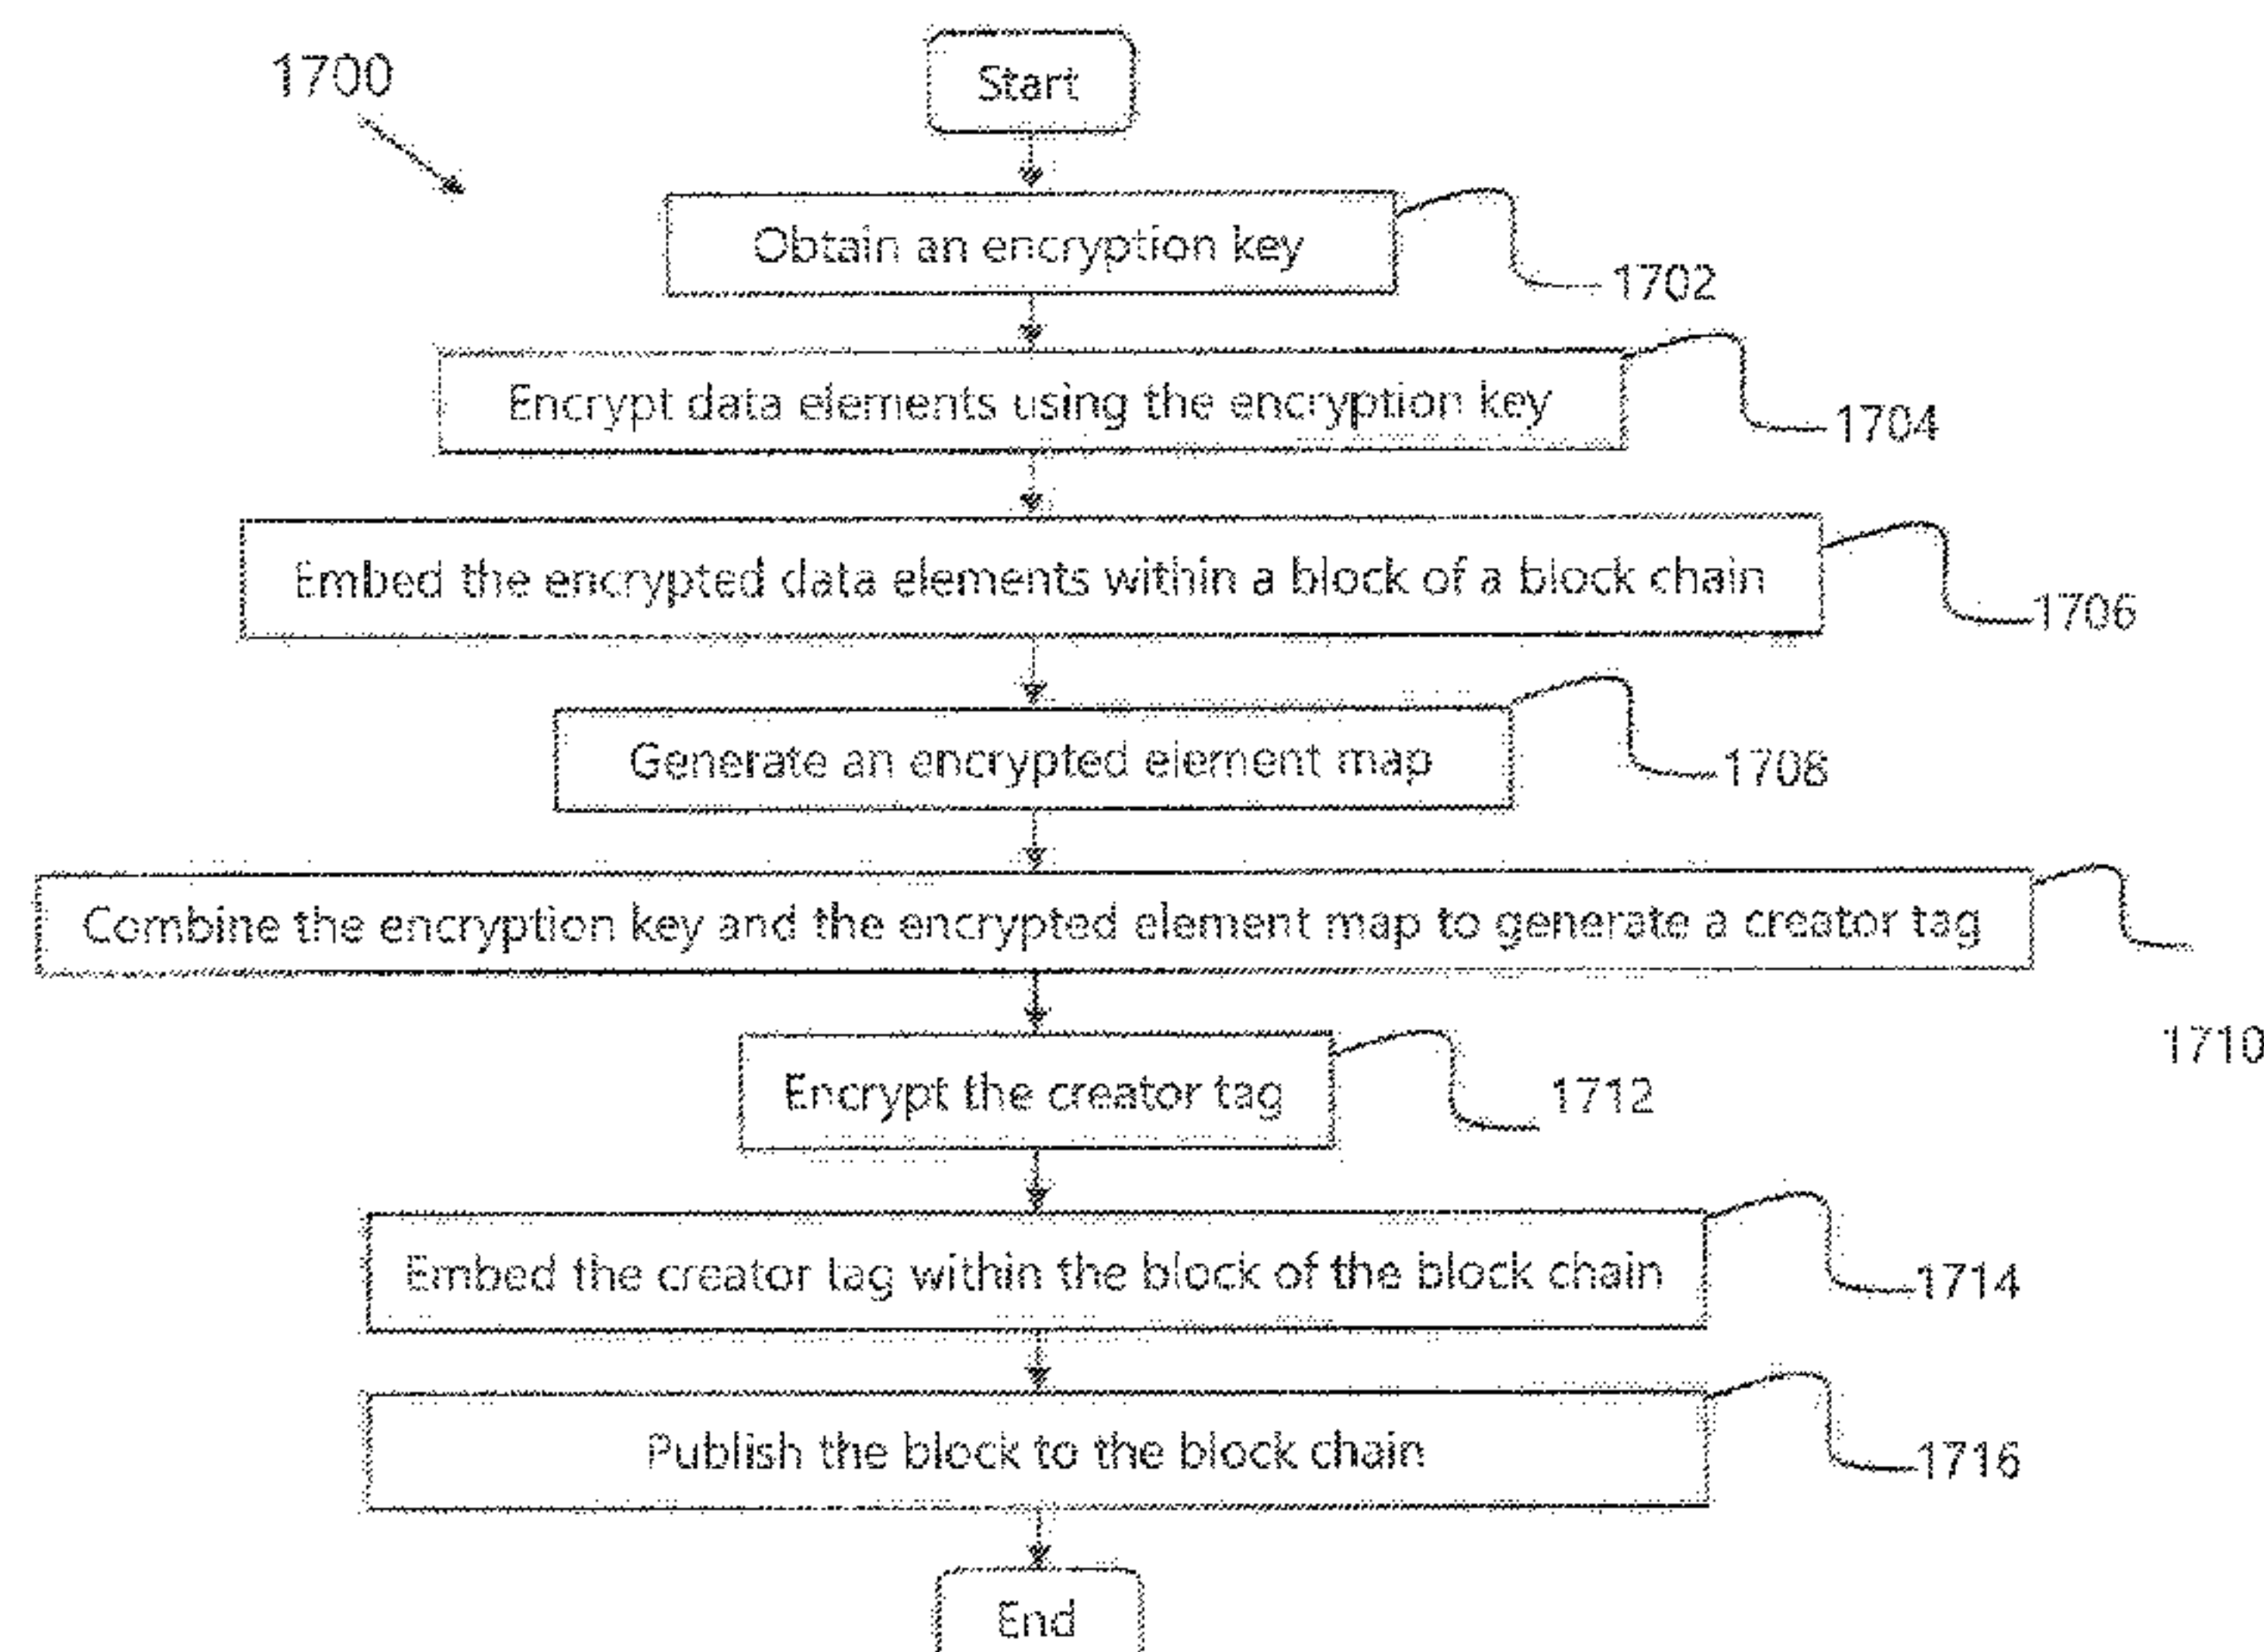 1700
Start
Obtain an encryption key
1702
Encrypt data elements using the encryption key
1704
Embed the encrypted data elements within a block of a block chain
1706
Generate an encrypted element map
1708
Combine the encryption key and the encrypted element map to generate a creator tag
1710
Encrypt the creator tag
1712
Embed the creator tag within the block of the block chain
1714
Publish the block to the block chain
1716
End